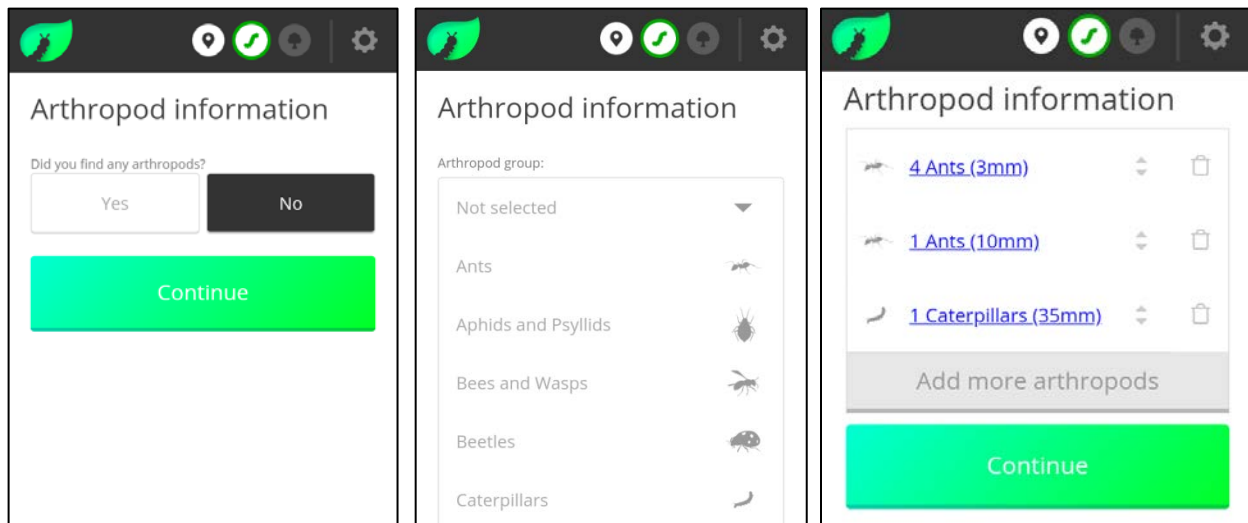 Arthropod information
Did you find any arthropods?
Yes
No
Continue
Arthropod information
Arthropod group:
Not selected
Ants
Aphids and Psyllids
Bees and Wasps
Beetles
Caterpillars
Arthropod information
4 Ants (3mm)
1 Ants (10mm)
1 Caterpillars (35mm)
Add more arthropods
Continue